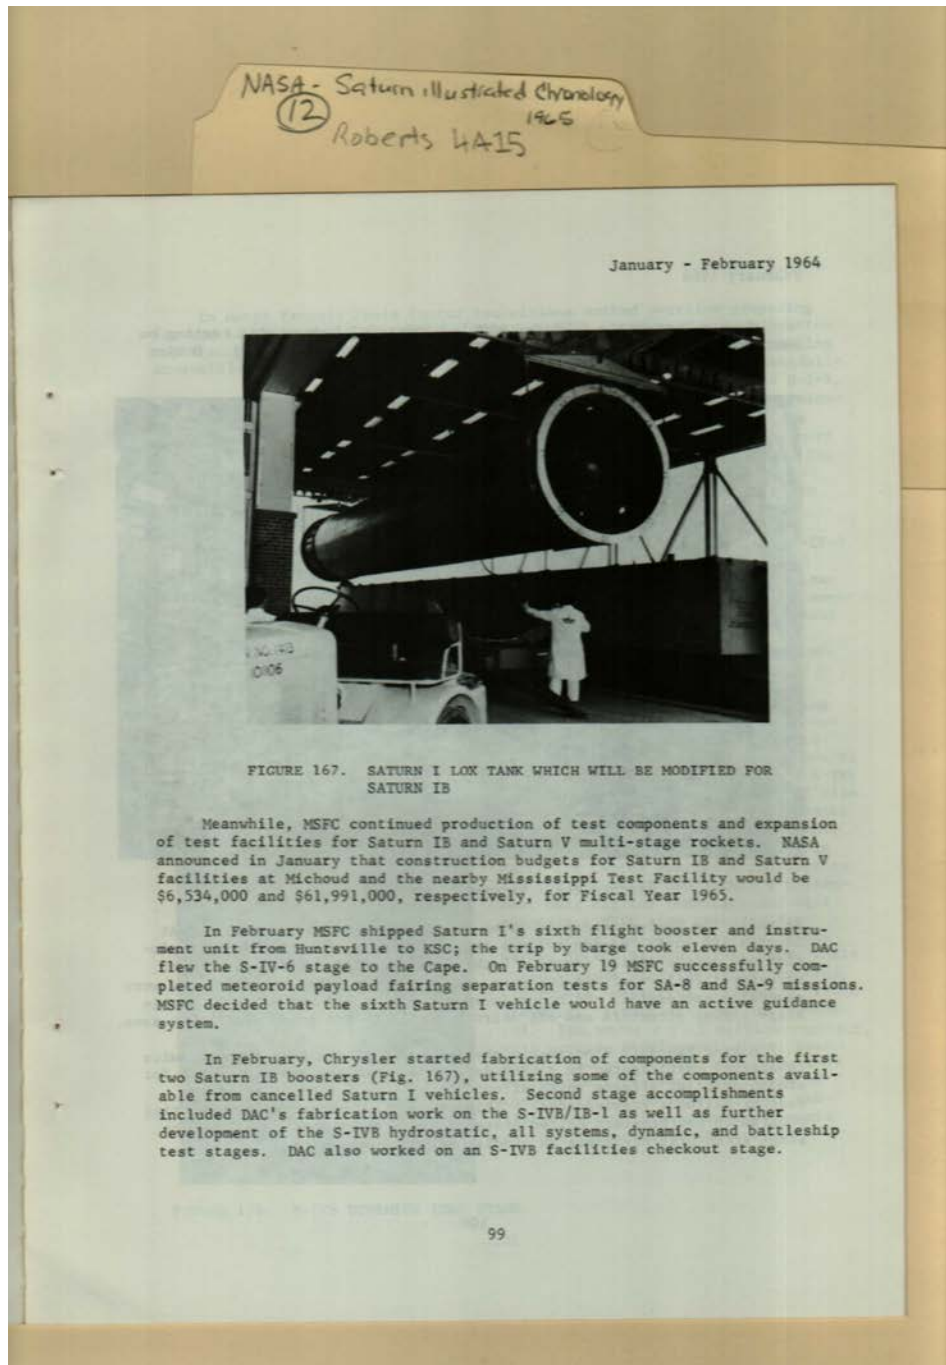 NASA - Saturn illustrated Chronology
12
1965
Roberts 4A15
January - February 1964
NO. 1413
10106
FIGURE 167. SATURN I LOX TANK WHICH WILL BE MODIFIED FOR
SATURN IB
Meanwhile, MSFC continued production of test components and expansion
of test facilities for Saturn IB and Saturn V multi-stage rockets. NASA
announced in January that construction budgets for Saturn IB and Saturn V
facilities at Michoud and the nearby Mississippi Test Facility would be
$6,534,000 and $61,991,000, respectively, for Fiscal Year 1965.
In February MSFC shipped Saturn I's sixth flight booster and instru-
ment unit from Huntsville to KSC; the trip by barge took eleven days. DAC
flew the S-IV-6 stage to the Cape. On February 19 MSFC successfully com-
pleted meteoroid payload fairing separation tests for SA-8 and SA-9 missions.
MSFC decided that the sixth Saturn I vehicle would have an active guidance
system.
In February, Chrysler started fabrication of components for the first
two Saturn IB boosters (Fig. 167), utilizing some of the components avail-
able from cancelled Saturn I vehicles. Second stage accomplishments
included DAC's fabrication work on the S-IVB/IB-1 as well as further
development of the S-IVB hydrostatic, all systems, dynamic, and battleship
test stages. DAC also worked on an S-IVB facilities checkout stage.
99